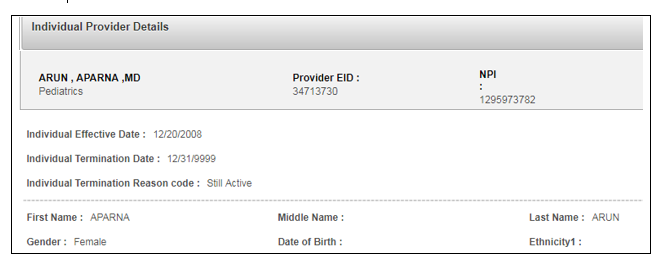 Individual Provider Details
ARUN , APARNA ,MD Provider EID : NPI
Pediatrics 34713730 :
1295973782
Individual Effective Date : 12/20/2008
Individual Termination Date : 12/31/9999
Individual Termination Reason code : Still Active
First Name : APARNA Middle Name : Last Name : ARUN
Gender : Female Date of Birth : Ethnicity1 :